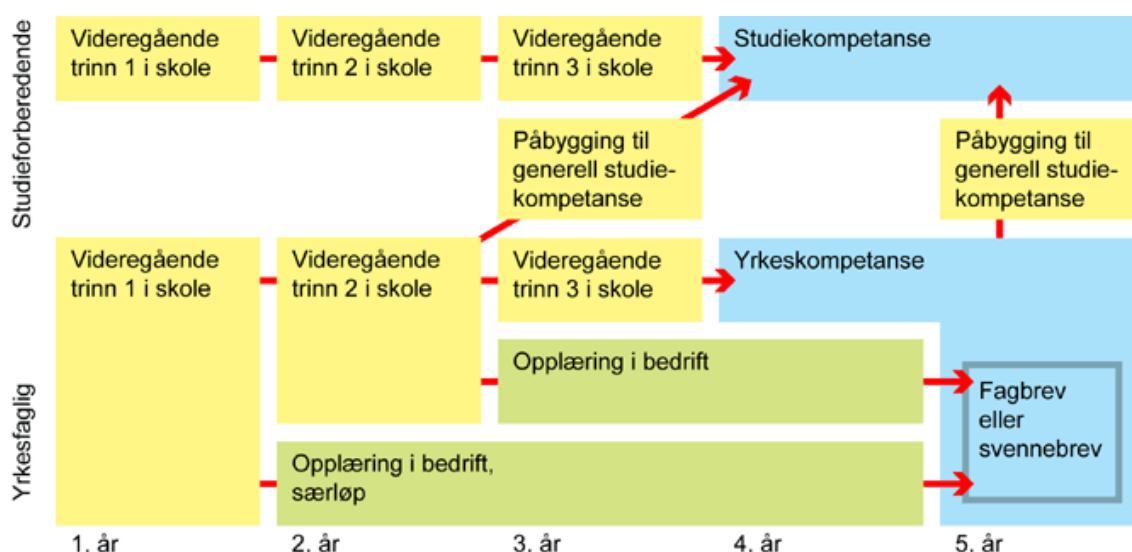 Studieforberedende
Videregående
trinn 1 i skole
Videregående
trinn 2 i skole
Videregående
trinn 3 i skole
Studiekompetanse
Påbygging til
generell studie-
kompetanse
Påbygging til
generell studie-
kompetanse
Yrkesfaglig
Videregående
trinn 1 i skole
Videregående
trinn 2 i skole
Videregående
trinn 3 i skole
Yrkeskompetanse
Opplæring i bedrift
Fagbrev
eller
svennebrev
Opplæring i bedrift,
særløp
1. år
2. år
3. år
4. år
5. år